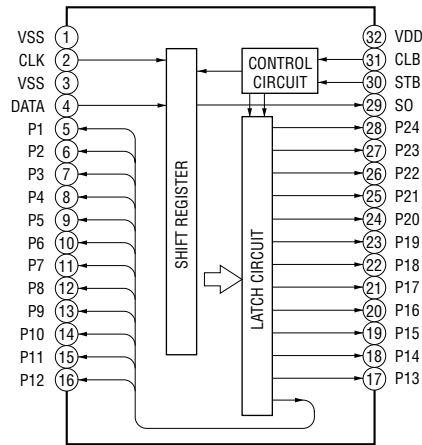 VSS 1
CLK 2
VSS 3
DATA 4
P1 5
P2 6
P3 7
P4 8
P5 9
P6 10
P7 11
P8 12
P9 13
P10 14
P11 15
P12 16
SHIFT REGISTER
CONTROL
CIRCUIT
LATCH CIRCUIT
32 VDD
31 CLB
30 STB
29 SO
28 P24
27 P23
26 P22
25 P21
24 P20
23 P19
22 P18
21 P17
20 P16
19 P15
18 P14
17 P13